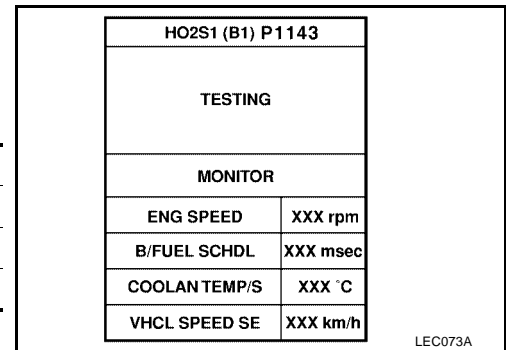 HO2S1 (B1) P1143
TESTING
MONITOR
ENG SPEED XXX rpm
B/FUEL SCHDL XXX msec
COOLAN TEMP/S XXX °C
VHCL SPEED SE XXX km/h
LEC073A